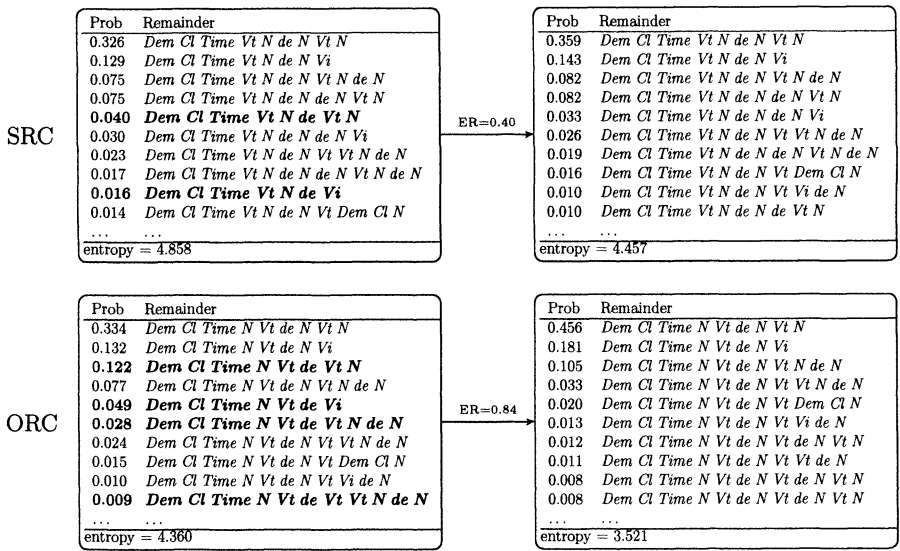 Prob Remainder
0.326 Dem Cl Time Vt N de N Vt N
0.129 Dem Cl Time Vt N de N Vi
0.075 Dem Cl Time Vt N de N Vt N de N
0.075 Dem Cl Time Vt N de N de N Vt N
0.040 Dem Cl Time Vt N de Vt N
0.030 Dem Cl Time Vt N de N de N Vi
0.023 Dem Cl Time Vt N de N Vt Vt N de N
0.017 Dem Cl Time Vt N de N de N Vt N de N
0.016 Dem Cl Time Vt N de Vi
0.014 Dem Cl Time Vt N de N Vt Dem Cl N
... ...
entropy = 4.858
SRC
ER=0.40
Prob Remainder
0.359 Dem Cl Time Vt N de N Vt N
0.143 Dem Cl Time Vt N de N Vi
0.082 Dem Cl Time Vt N de N Vt N de N
0.082 Dem Cl Time Vt N de N de N Vt N
0.033 Dem Cl Time Vt N de N de N Vi
0.026 Dem Cl Time Vt N de N Vt Vt N de N
0.019 Dem Cl Time Vt N de N de N Vt N de N
0.016 Dem Cl Time Vt N de N Vt Dem Cl N
0.010 Dem Cl Time Vt N de N Vt Vi de N
0.010 Dem Cl Time Vt N de N de Vt N
... ...
entropy = 4.457
Prob Remainder
0.334 Dem Cl Time N Vt de N Vt N
0.132 Dem Cl Time N Vt de N Vi
0.122 Dem Cl Time N Vt de Vt N
0.077 Dem Cl Time N Vt de N Vt N de N
0.049 Dem Cl Time N Vt de Vi
0.028 Dem Cl Time N Vt de Vt N de N
0.024 Dem Cl Time N Vt de N Vt Vt N de N
0.015 Dem Cl Time N Vt de N Vt Dem Cl N
0.010 Dem Cl Time N Vt de N Vt Vi de N
0.009 Dem Cl Time N Vt de Vt Vt N de N
... ...
entropy = 4.360
ORC
ER=0.84
Prob Remainder
0.456 Dem Cl Time N Vt de N Vt N
0.181 Dem Cl Time N Vt de N Vi
0.105 Dem Cl Time N Vt de N Vt N de N
0.033 Dem Cl Time N Vt de N Vt Vt N de N
0.020 Dem Cl Time N Vt de N Vt Dem Cl N
0.013 Dem Cl Time N Vt de N Vt Vi de N
0.012 Dem Cl Time N Vt de N Vt de N Vt N
0.011 Dem Cl Time N Vt de N Vt Vt de N
0.008 Dem Cl Time N Vt de N Vt de N Vt N
0.008 Dem Cl Time N Vt de N Vt de N Vt N
... ...
entropy = 3.521